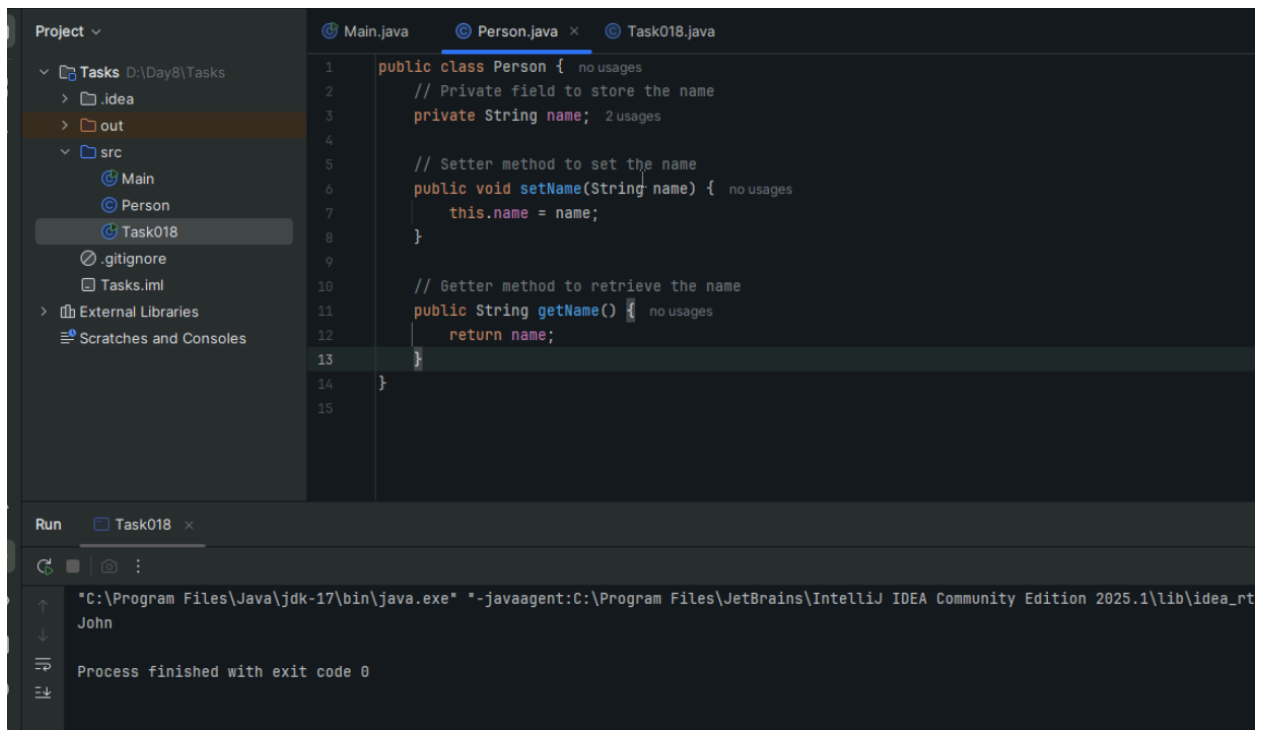 Project
Main.java
Person.java
Task018.java
Tasks D:\Day8\Tasks
.idea
out
src
Main
Person
Task018
.gitignore
Tasks.iml
External Libraries
Scratches and Consoles
1 public class Person { no usages
2 // Private field to store the name
3 private String name; 2 usages
4
5 // Setter method to set the name
6 public void setName(String name) { no usages
7 this.name = name;
8 }
9
10 // Getter method to retrieve the name
11 public String getName() { no usages
12 return name;
13 }
14 }
15
Run Task018
"C:\Program Files\Java\jdk-17\bin\java.exe" "-javaagent:C:\Program Files\JetBrains\IntelliJ IDEA Community Edition 2025.1\lib\idea_rt
John
Process finished with exit code 0